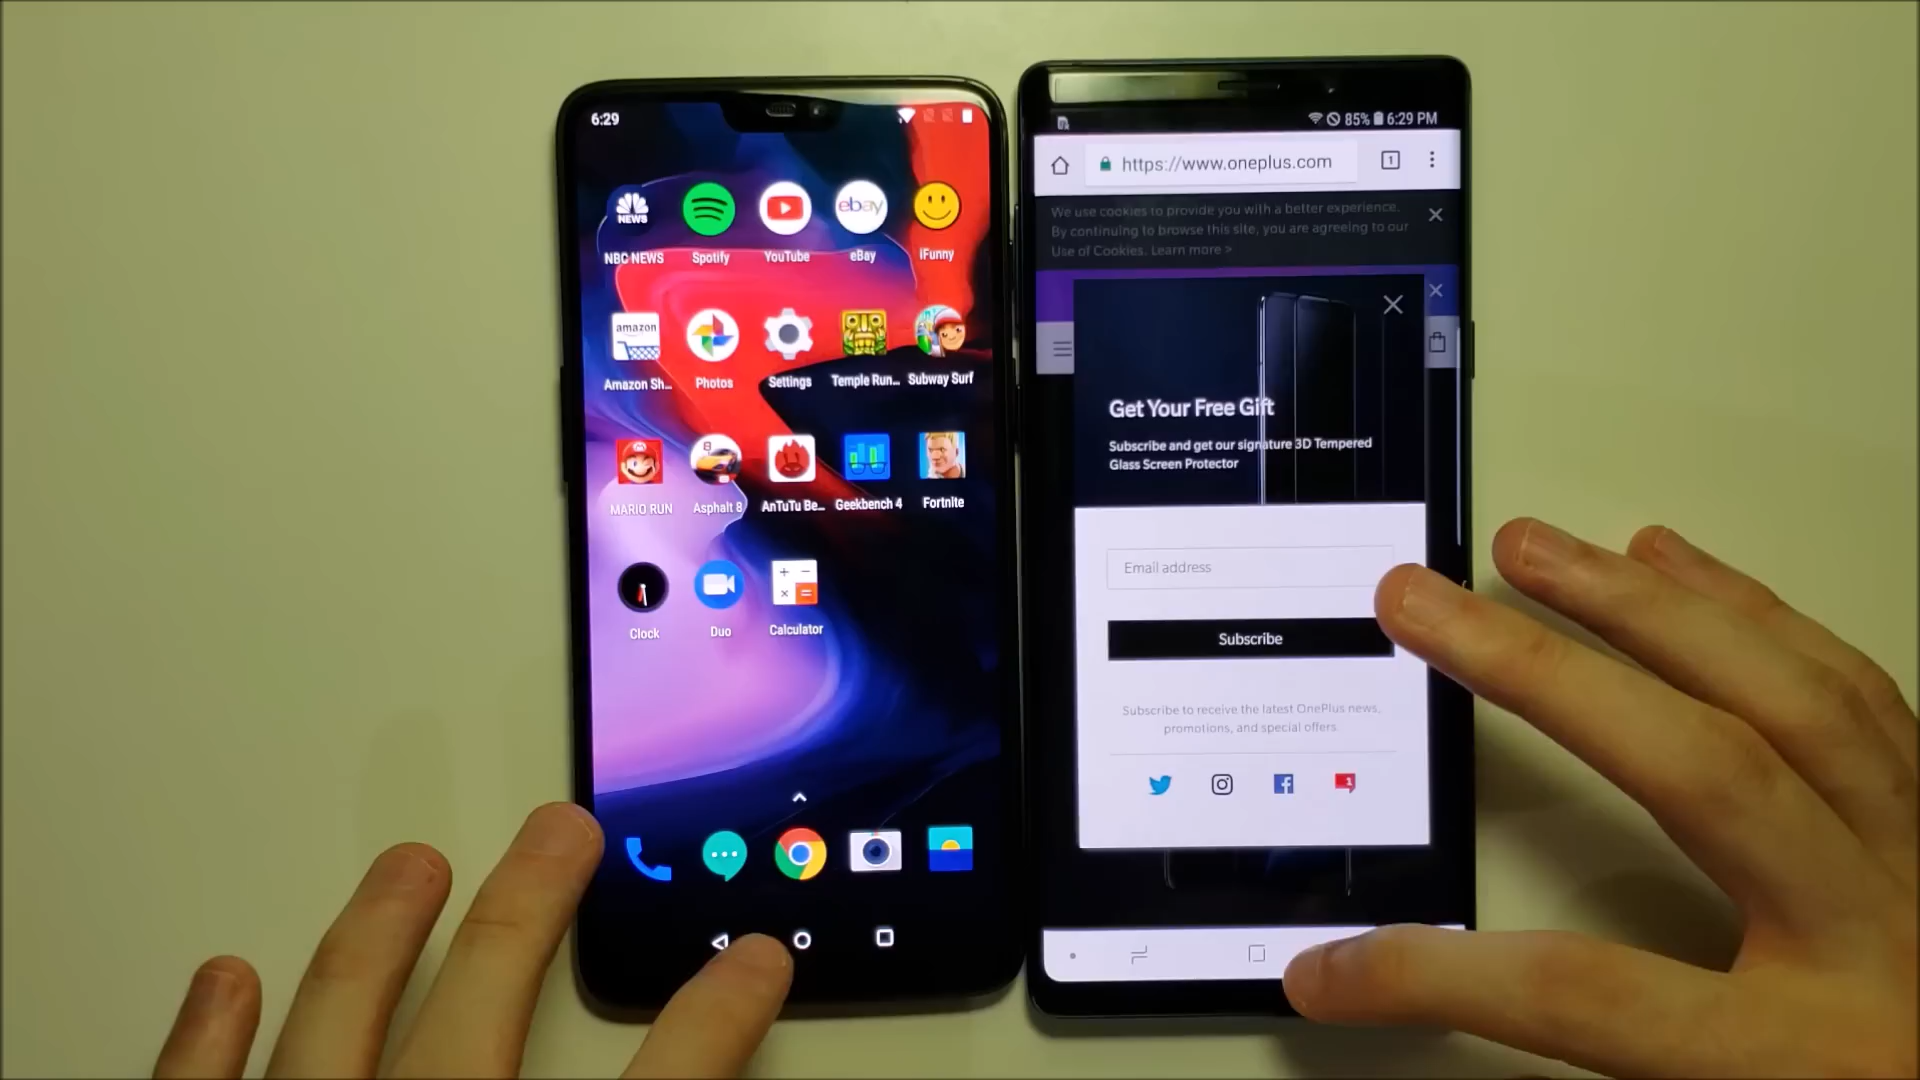 6:29
NEWS
ebay
NBC NEWS
Spotify
YouTube
eBay
iFunny
amazon
Amazon Sh...
Photos
Settings
Temple Run...
Subway Surf
8
MARIO RUN
Asphalt 8
AnTuTu Be...
Geekbench 4
Fortnite
Clock
Duo
Calculator
85% 6:29 PM
https://www.oneplus.com
1
We use cookies to provide you with a better experience.
By continuing to browse this site, you are agreeing to our
Use of Cookies. Learn more >
Get Your Free Gift
Subscribe and get our signature 3D Tempered
Glass Screen Protector
Email address
Subscribe
Subscribe to receive the latest OnePlus news,
promotions, and special offers.
1